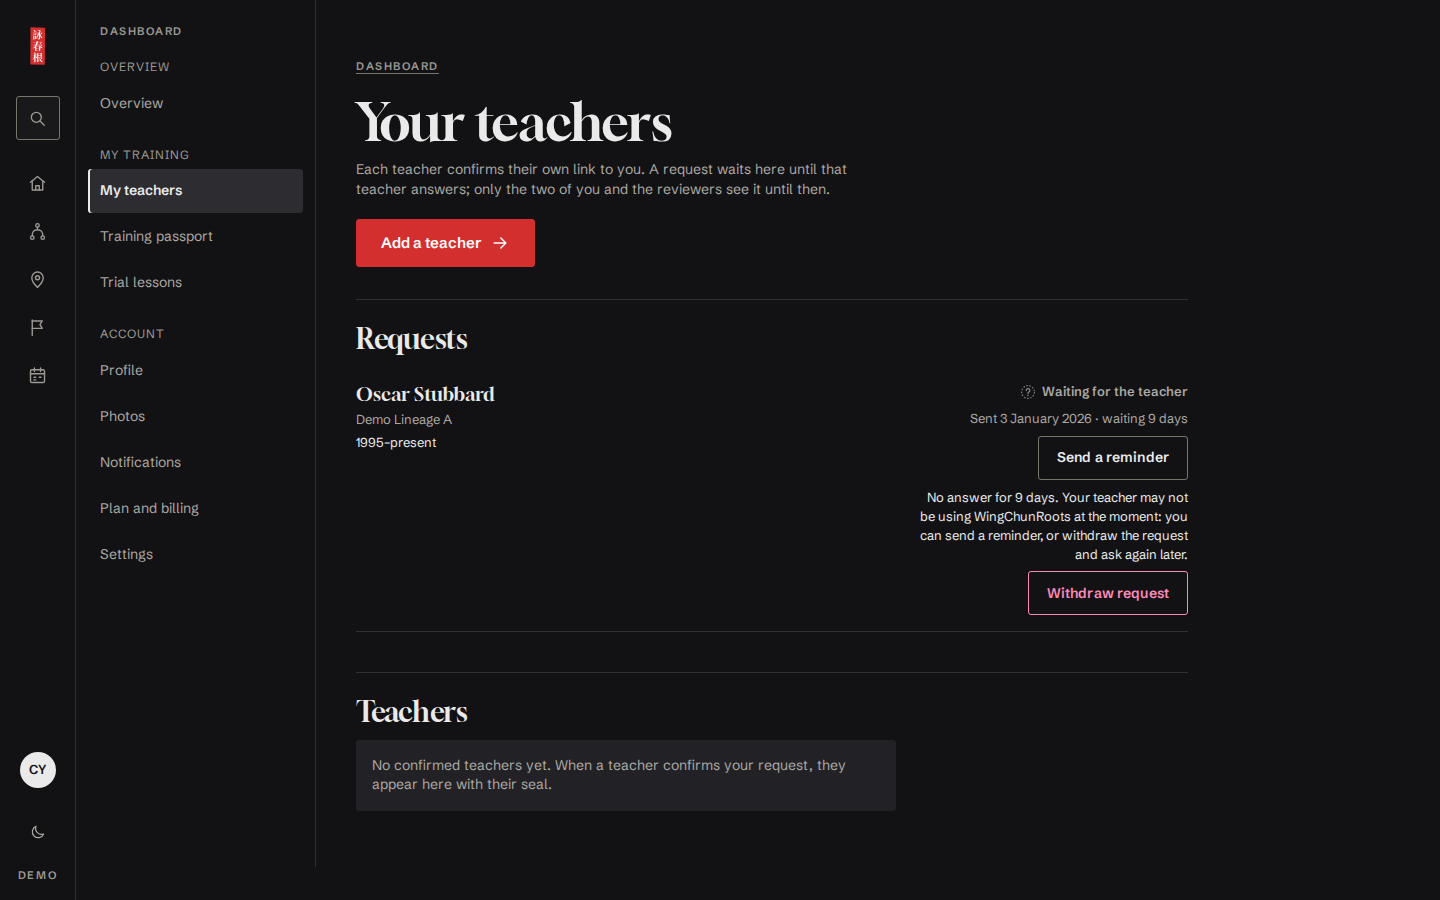 詠春根
DASHBOARD
OVERVIEW
Overview
MY TRAINING
My teachers
Training passport
Trial lessons
ACCOUNT
Profile
Photos
Notifications
Plan and billing
Settings
CY
DEMO
DASHBOARD
Your teachers
Each teacher confirms their own link to you. A request waits here until that
teacher answers; only the two of you and the reviewers see it until then.
Add a teacher
Requests
Oscar Stubbard
Demo Lineage A
1995–present
Waiting for the teacher
Sent 3 January 2026 · waiting 9 days
Send a reminder
No answer for 9 days. Your teacher may not
be using WingChunRoots at the moment: you
can send a reminder, or withdraw the request
and ask again later.
Withdraw request
Teachers
No confirmed teachers yet. When a teacher confirms your request, they
appear here with their seal.